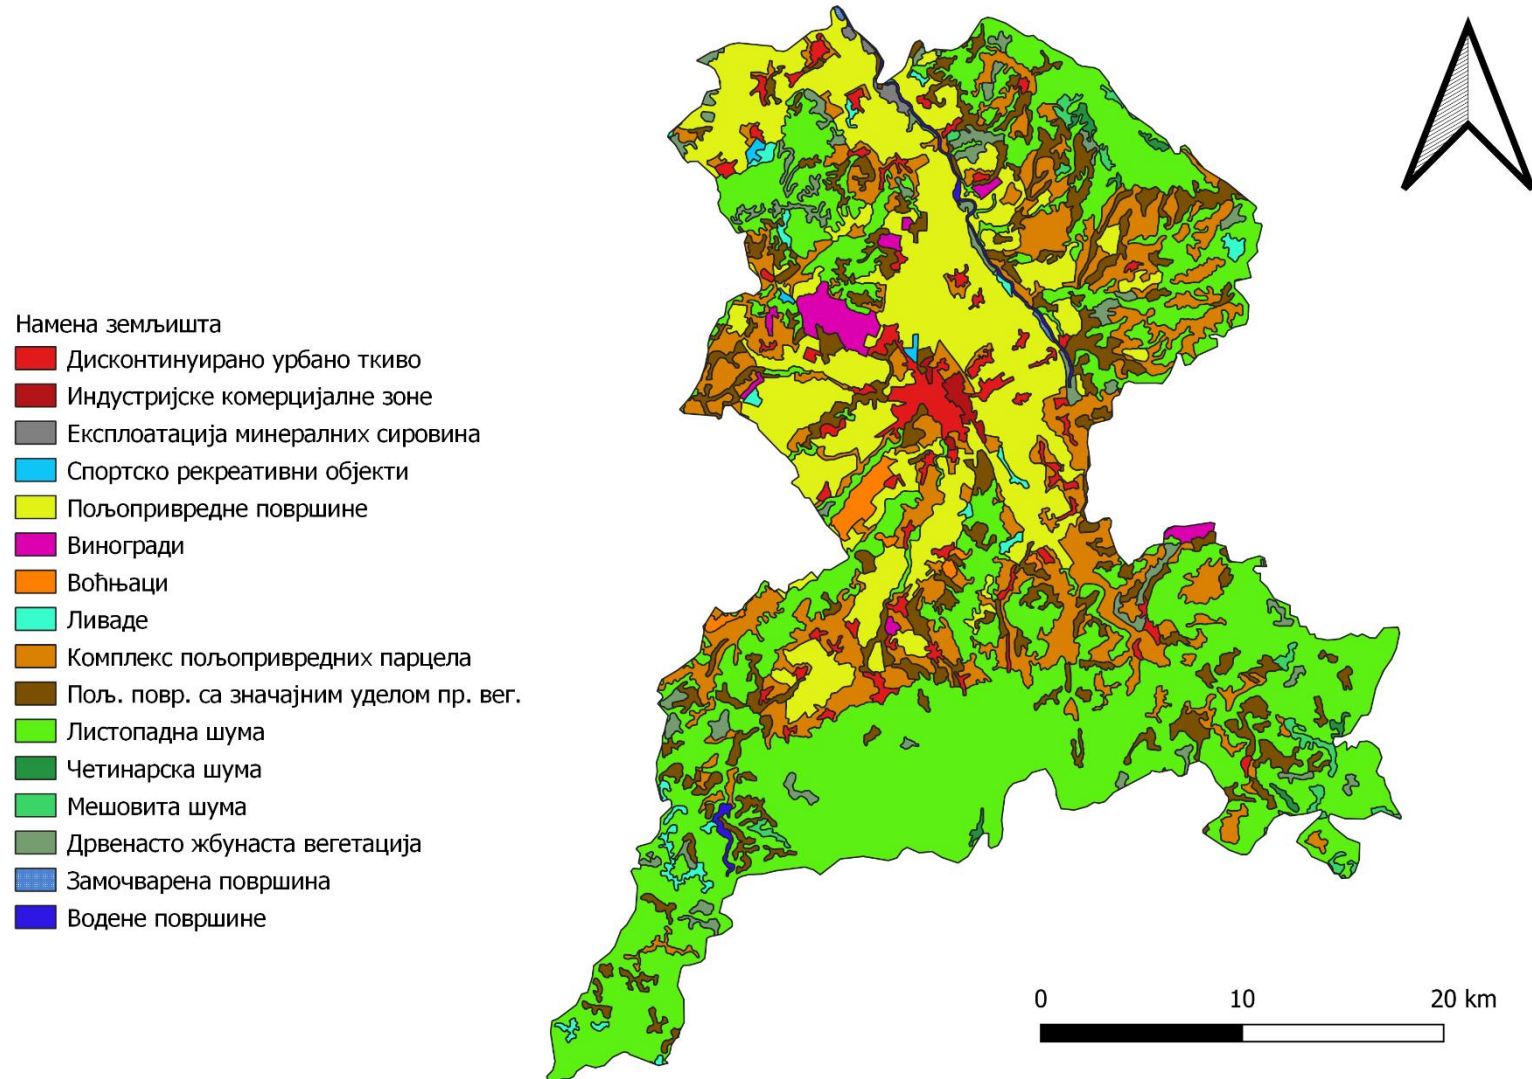 Намена земљишта
Дисконтинуирано урбано ткиво
Индустријске комерцијалне зоне
Експлоатација минералних сировина
Спортско рекреативни објекти
Пољопривредне површине
Виногради
Воћњаци
Ливаде
Комплекс пољопривредних парцела
Пољ. повр. са значајним уделом пр. вег.
Листопадна шума
Четинарска шума
Мешовита шума
Дрвенасто жбунаста вегетација
Замочварена површина
Водене површине
0 10 20 km